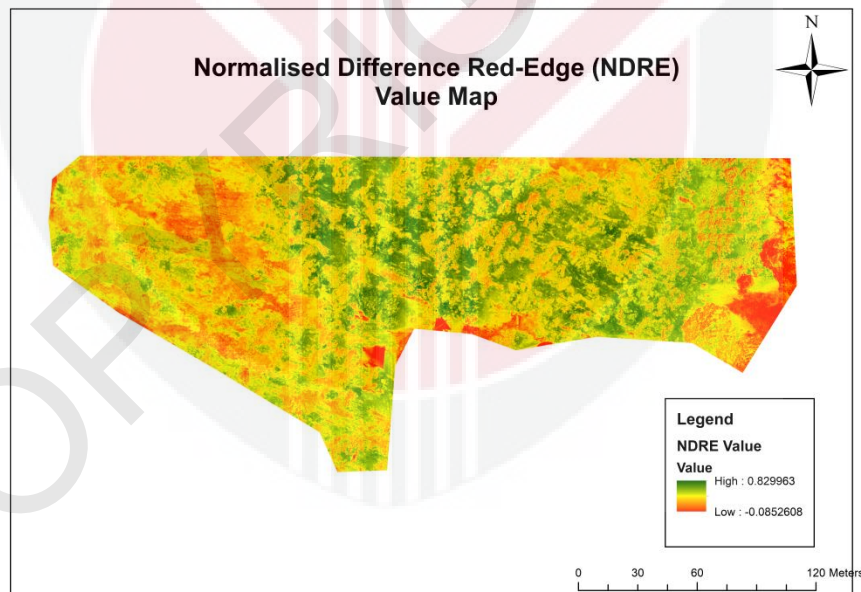 N
Normalised Difference Red-Edge (NDRE)
Value Map
Legend
NDRE Value
Value
High : 0.829963
Low : -0.0852608
0 30 60 120 Meters